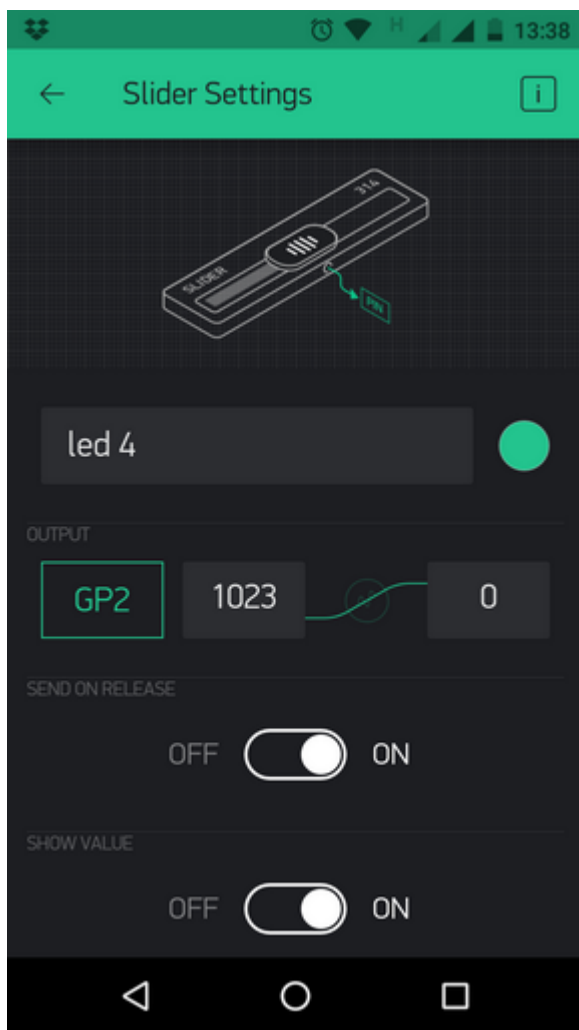 H 13:38
Slider Settings
i
314
SLIDER
PIN
led 4
OUTPUT
GP2 1023 0
SEND ON RELEASE
OFF ON
SHOW VALUE
OFF ON